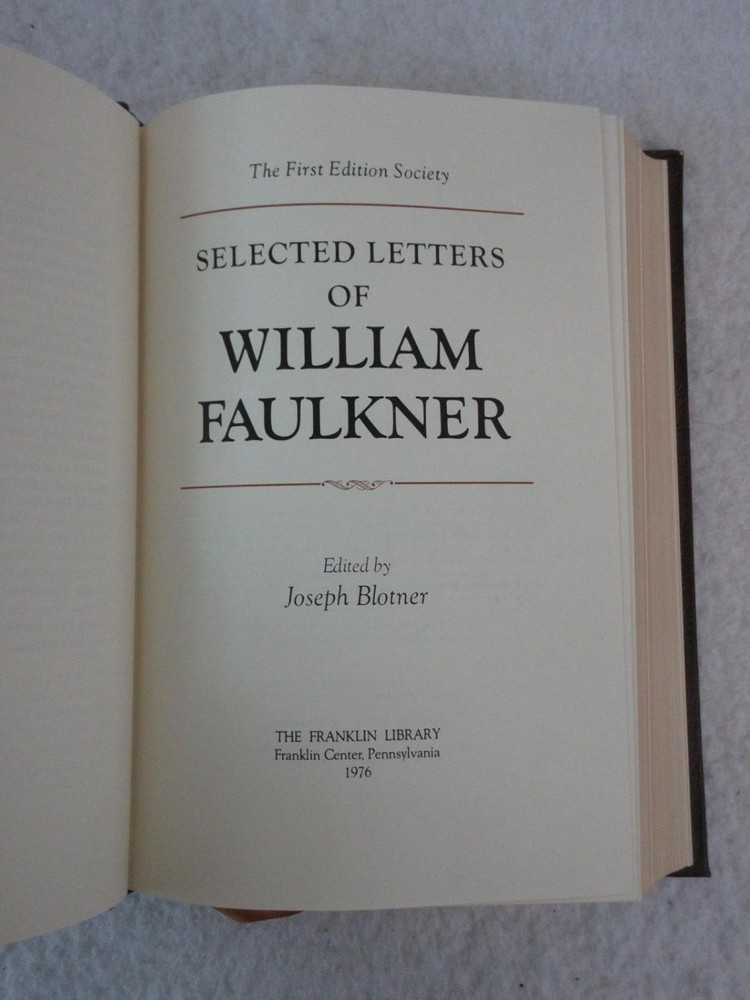 The First Edition Society
SELECTED LETTERS
OF
WILLIAM
FAULKNER
Edited by
Joseph Blotner
THE FRANKLIN LIBRARY
Franklin Center, Pennsylvania
1976